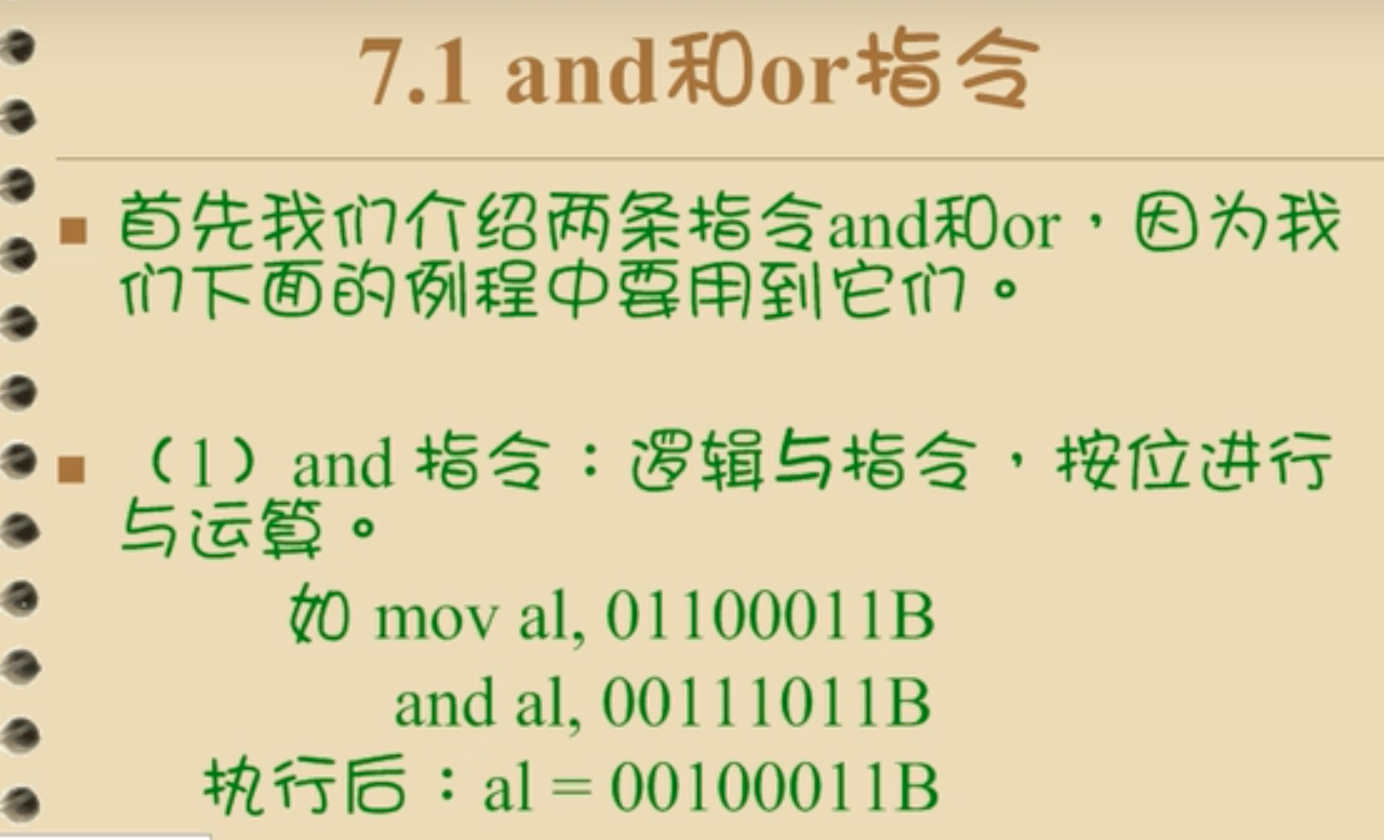 7.1 and和or指令
首先我们介绍两条指令and和or，因为我
们下面的例程中要用到它们。
（1）and 指令：逻辑与指令，按位进行
与运算。
如 mov al, 01100011B
and al, 00111011B
执行后：al = 00100011B